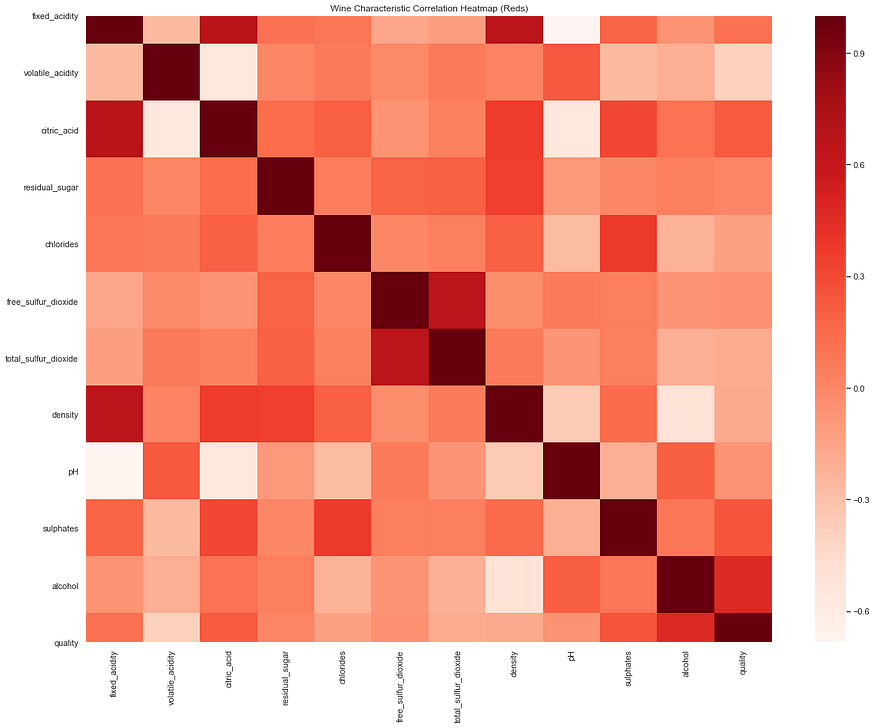 Wine Characteristic Correlation Heatmap (Reds)
fixed_acidity
volatile_acidity
citric_acid
residual_sugar
chlorides
free_sulfur_dioxide
total_sulfur_dioxide
density
pH
sulphates
alcohol
quality
fixed_acidity
volatile_acidity
citric_acid
residual_sugar
chlorides
free_sulfur_dioxide
total_sulfur_dioxide
density
pH
sulphates
alcohol
quality
0.9
0.6
0.3
0.0
−0.3
−0.6